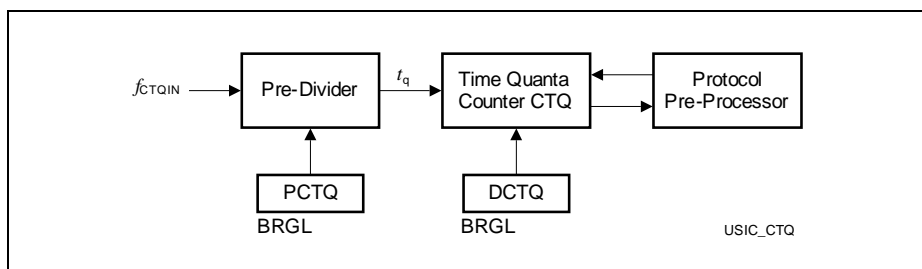 fCTQIN
Pre-Divider
tq
Time Quanta
Counter CTQ
Protocol
Pre-Processor
PCTQ
BRGL
DCTQ
BRGL
USIC_CTQ